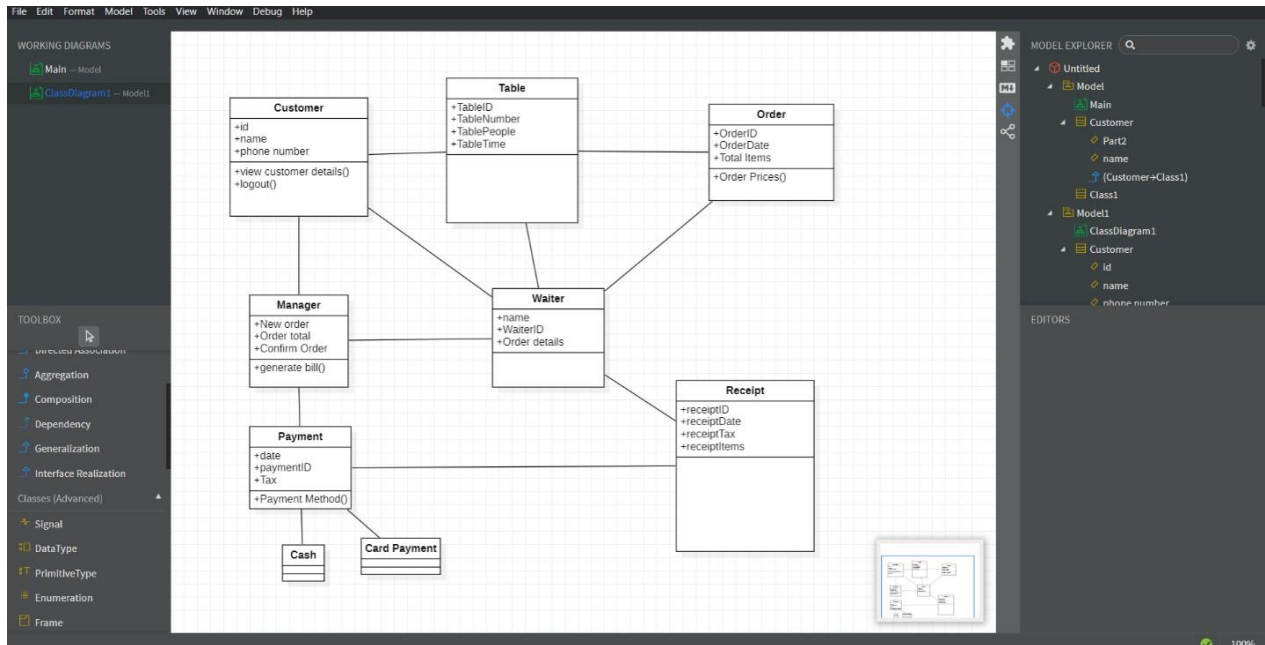 File Edit Format Model Tools View Window Debug Help
WORKING DIAGRAMS
Main — Model
ClassDiagram1 — Model1
TOOLBOX
Directed Association
Aggregation
Composition
Dependency
Generalization
Interface Realization
Classes (Advanced)
Signal
DataType
PrimitiveType
Enumeration
Frame
Customer
+id
+name
+phone number
+view customer details()
+logout()
Table
+TableID
+TableNumber
+TablePeople
+TableTime
Order
+OrderID
+OrderDate
+Total Items
+Order Prices()
Manager
+New order
+Order total
+Confirm Order
+generate bill()
Waiter
+name
+WaiterID
+Order details
Receipt
+receiptID
+receiptDate
+receiptTax
+receiptItems
Payment
+date
+paymentID
+Tax
+Payment Method()
Cash
Card Payment
MODEL EXPLORER
Untitled
Model
Main
Customer
Part2
name
(Customer→Class1)
Class1
Model1
ClassDiagram1
Customer
id
name
phone number
EDITORS
100%